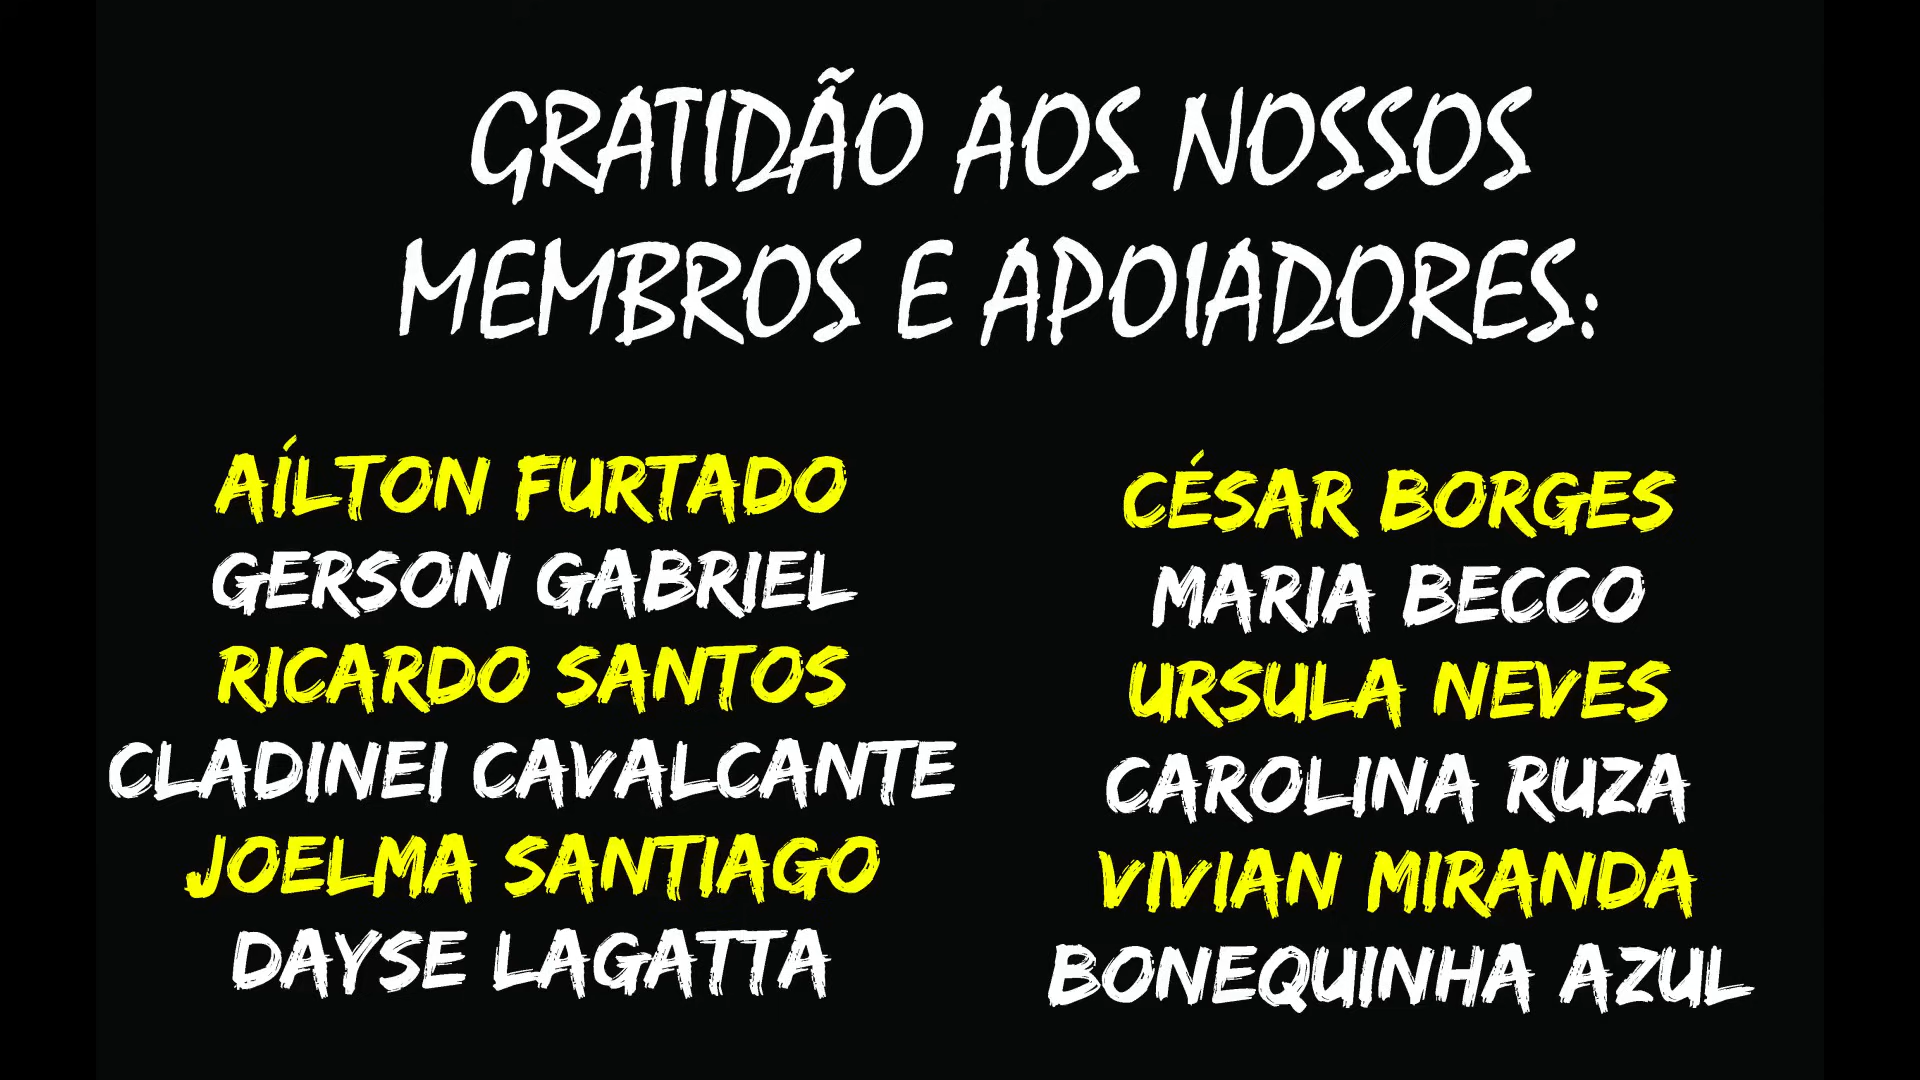 GRATIDÃO AOS NOSSOS
MEMBROS E APOIADORES:
AÍLTON FURTADO
GERSON GABRIEL
RICARDO SANTOS
CLADINEI CAVALCANTE
JOELMA SANTIAGO
DAYSE LAGATTA
CÉSAR BORGES
MARIA BECCO
URSULA NEVES
CAROLINA RUZA
VIVIAN MIRANDA
BONEQUINHA AZUL